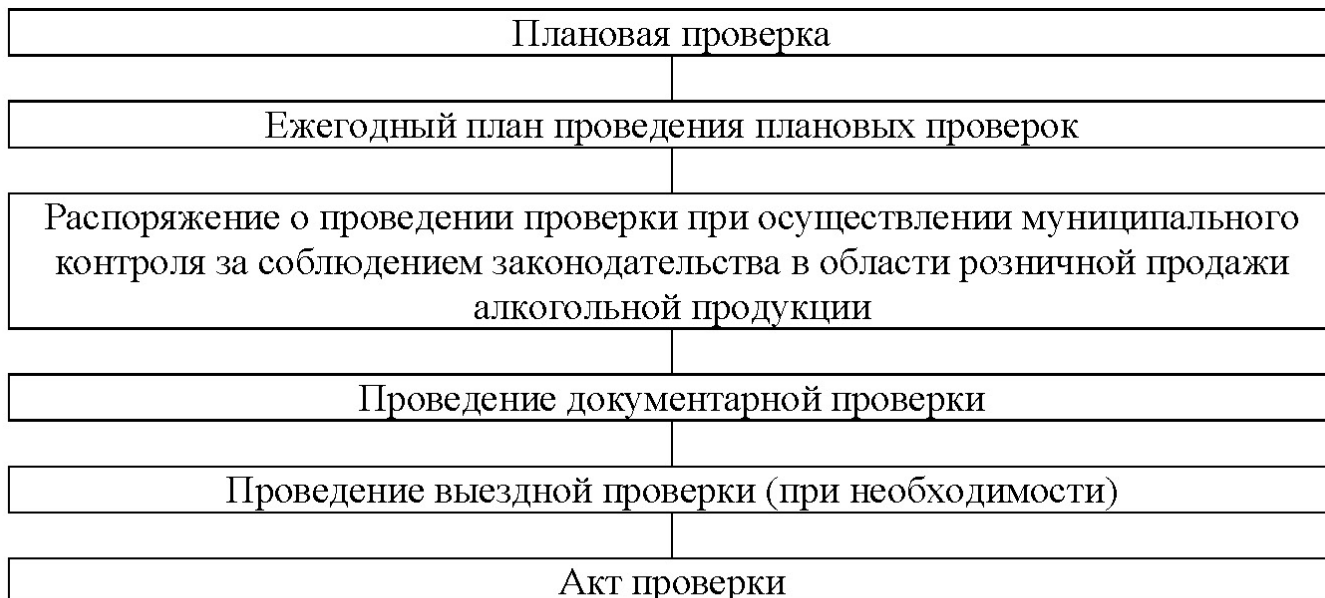 Плановая проверка
Ежегодный план проведения плановых проверок
Распоряжение о проведении проверки при осуществлении муниципального
контроля за соблюдением законодательства в области розничной продажи
алкогольной продукции
Проведение документарной проверки
Проведение выездной проверки (при необходимости)
Акт проверки